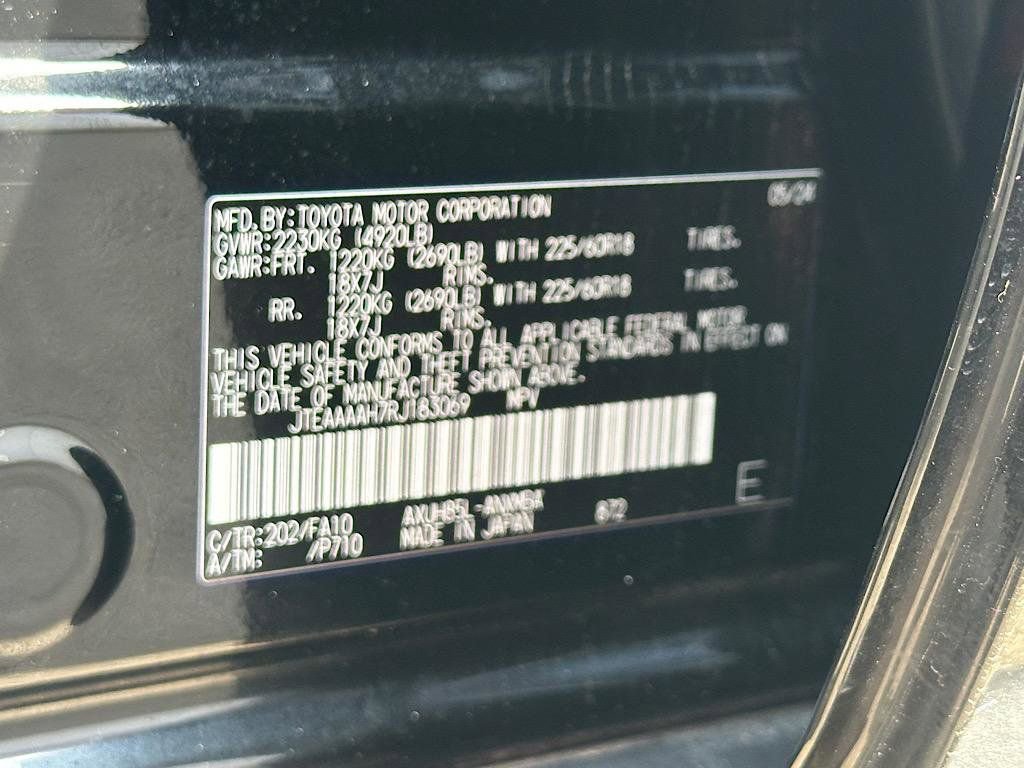 MFD. BY: TOYOTA MOTOR CORPORATION 05/24
GVWR: 2230KG (4920LB)
GAWR: FRT. 1220KG (2690LB) WITH 225/60R18 TIRES.
18X7J RIMS.
RR. 1220KG (2690LB) WITH 225/60R18 TIRES.
18X7J RIMS.
THIS VEHICLE CONFORMS TO ALL APPLICABLE FEDERAL MOTOR
VEHICLE SAFETY AND THEFT PREVENTION STANDARDS IN EFFECT ON
THE DATE OF MANUFACTURE SHOWN ABOVE.
JTEAAAAH7RJ183069 MPV
E
C/TR: 202/FA10 872
A/TM: /P710 MADE IN JAPAN